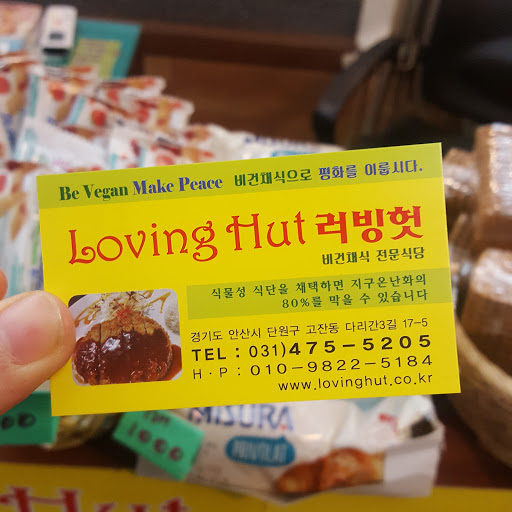 Be Vegan Make Peace 비건채식으로 평화를 이룹시다.
Loving Hut 러빙헛
비건채식 전문식당
식물성 식단을 채택하면 지구온난화의
80%를 막을 수 있습니다
경기도 안산시 단원구 고잔동 다리간3길 17-5
TEL : 031)475-5205
H·P : 010-9822-5184
www.lovinghut.co.kr
MISURA
PRIVOLAT
1000
Hut